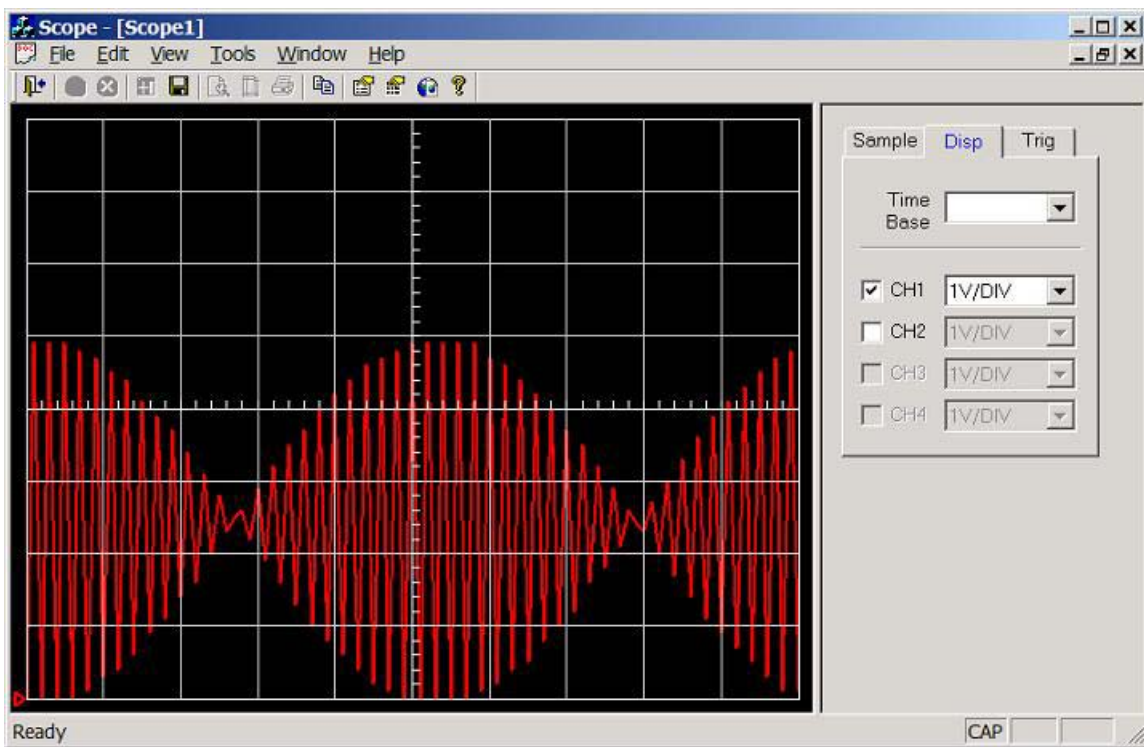 Scope - [Scope1]
File Edit View Tools Window Help
Sample Disp Trig
Time
Base
CH1 1V/DIV
CH2 1V/DIV
CH3 1V/DIV
CH4 1V/DIV
Ready CAP